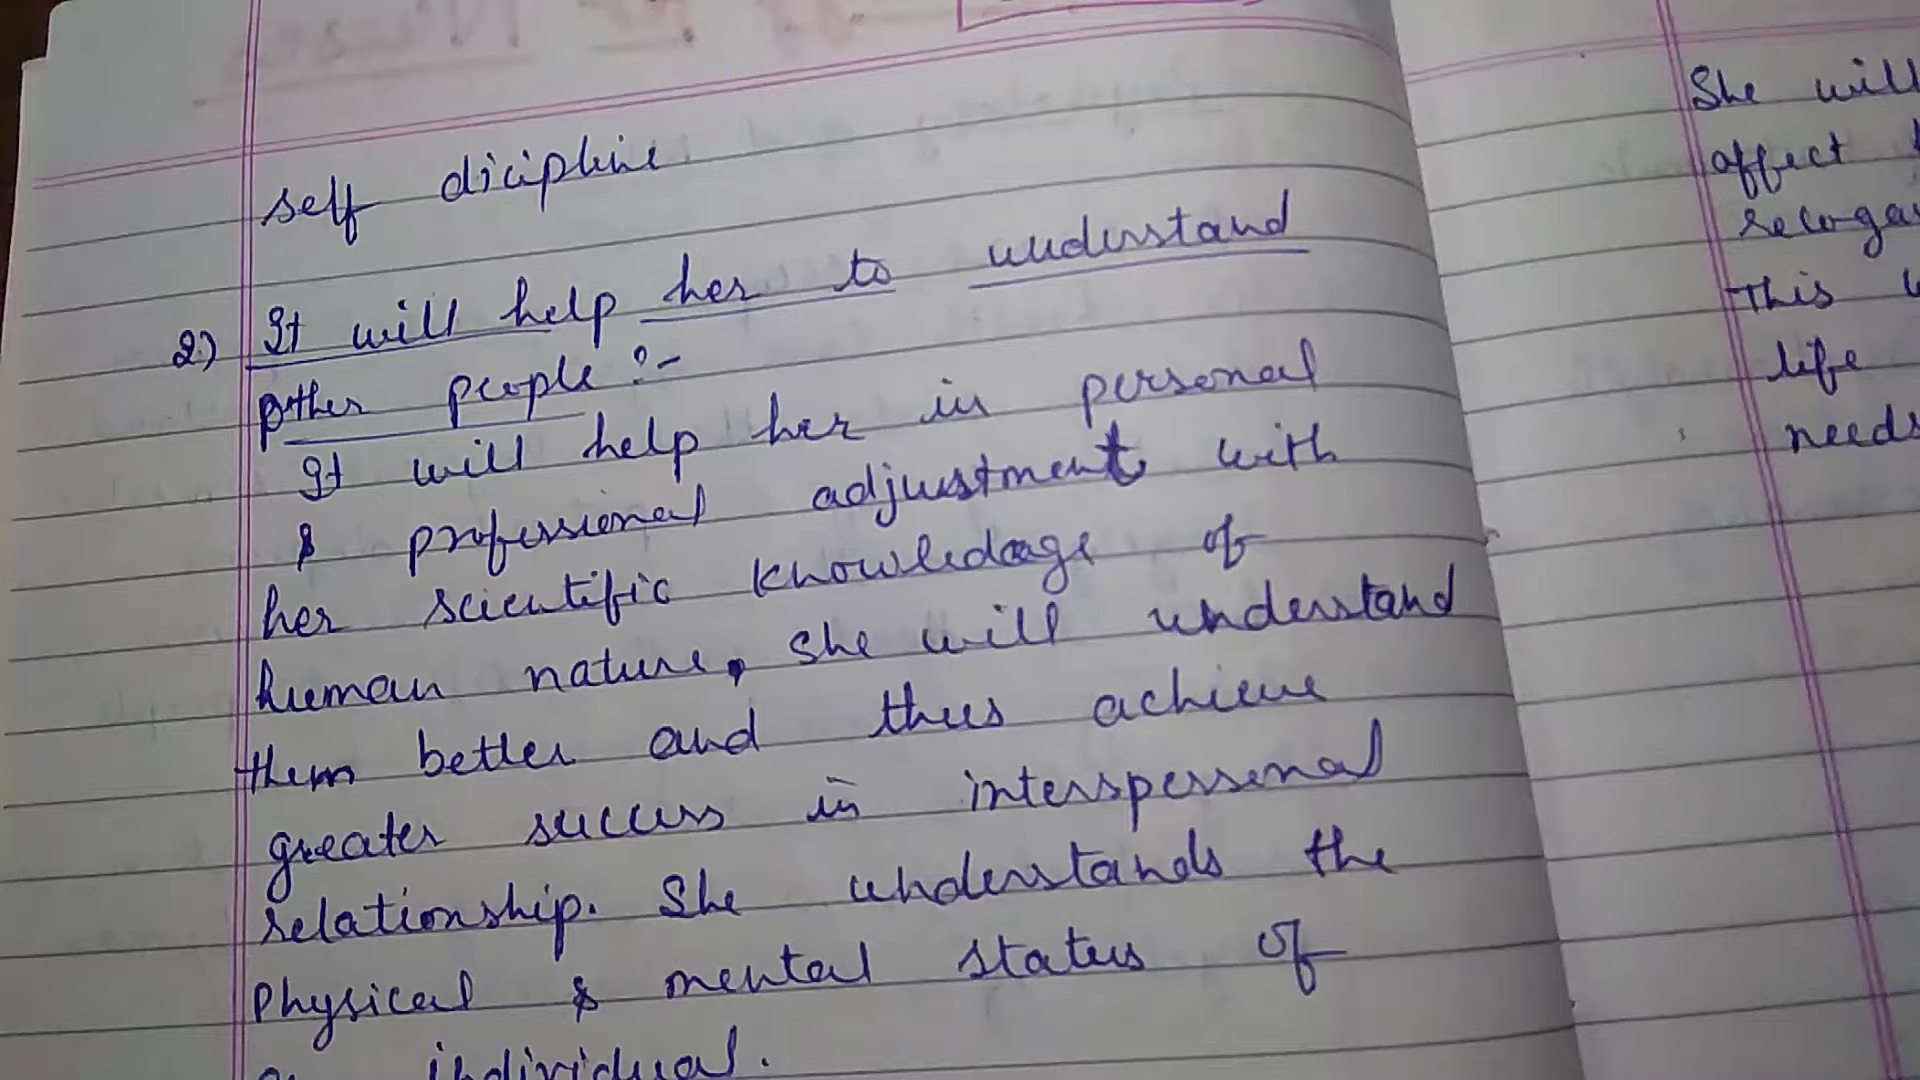 self dicipline
2.) It will help her to understand
other people :-
It will help her in personal
& professional adjustment with
her scientific knowledage of
human nature, she will understand
them better and thus achieve
greater success in interspersonal
relationship. She understands the
Physical & mental status of
individual.
She will
affect
This
life
needs